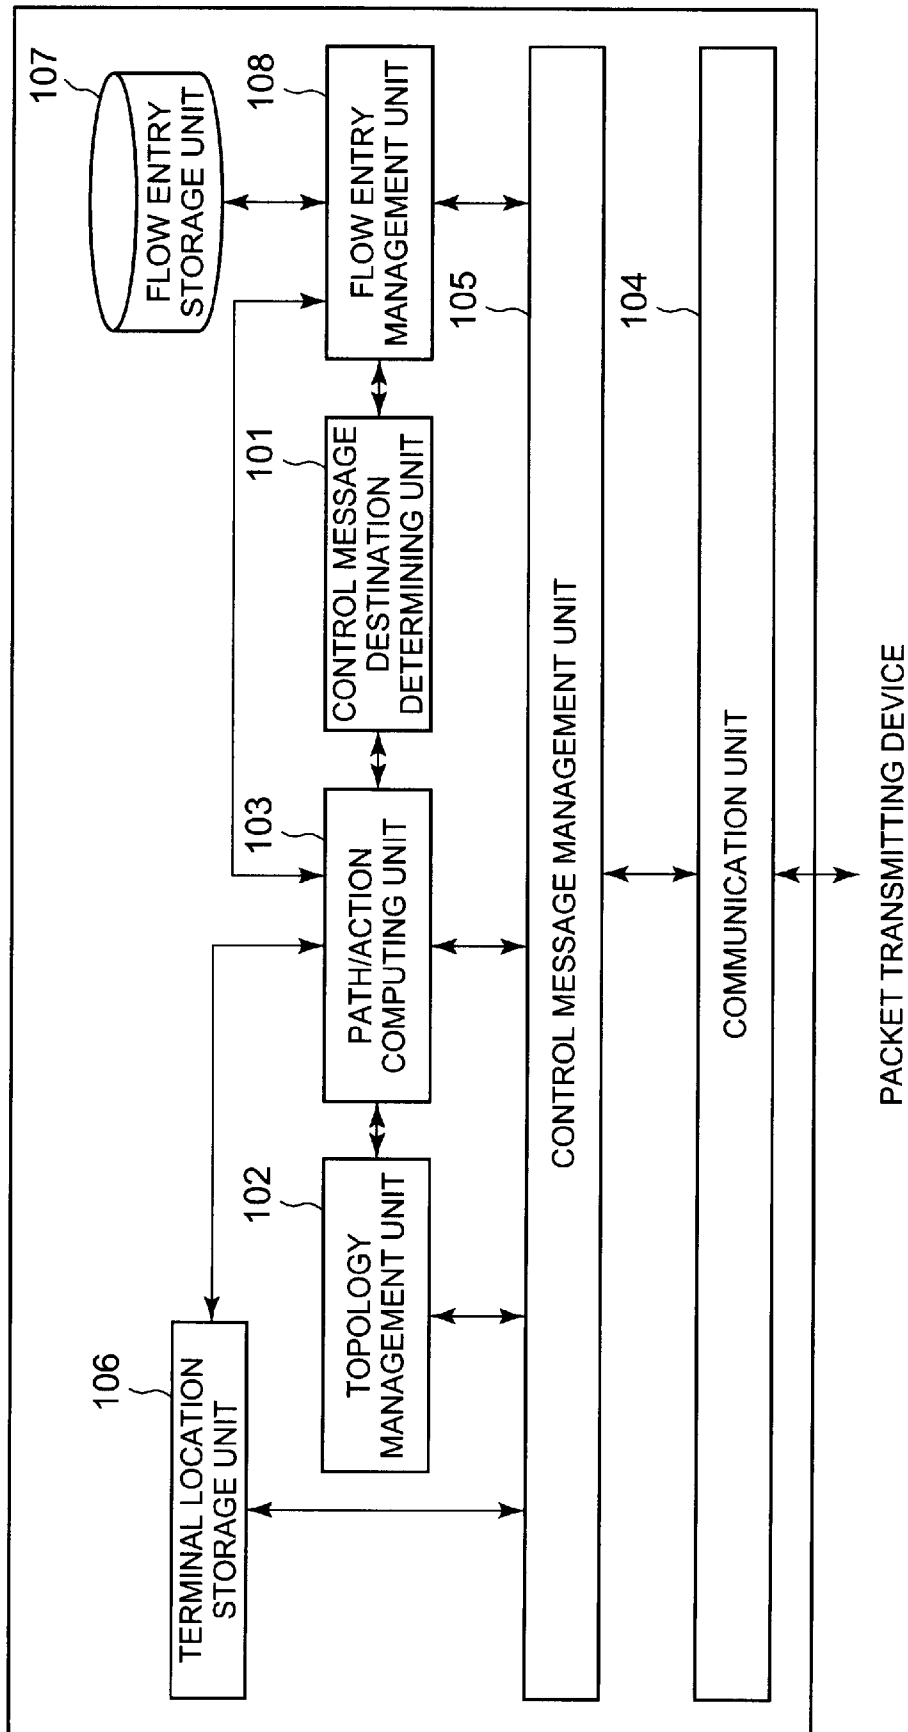 107
FLOW ENTRY
STORAGE UNIT
106
TERMINAL LOCATION
STORAGE UNIT
102
TOPOLOGY
MANAGEMENT UNIT
103
PATH/ACTION
COMPUTING UNIT
101
CONTROL MESSAGE
DESTINATION
DETERMINING UNIT
108
FLOW ENTRY
MANAGEMENT UNIT
105
CONTROL MESSAGE MANAGEMENT UNIT
104
COMMUNICATION UNIT
PACKET TRANSMITTING DEVICE